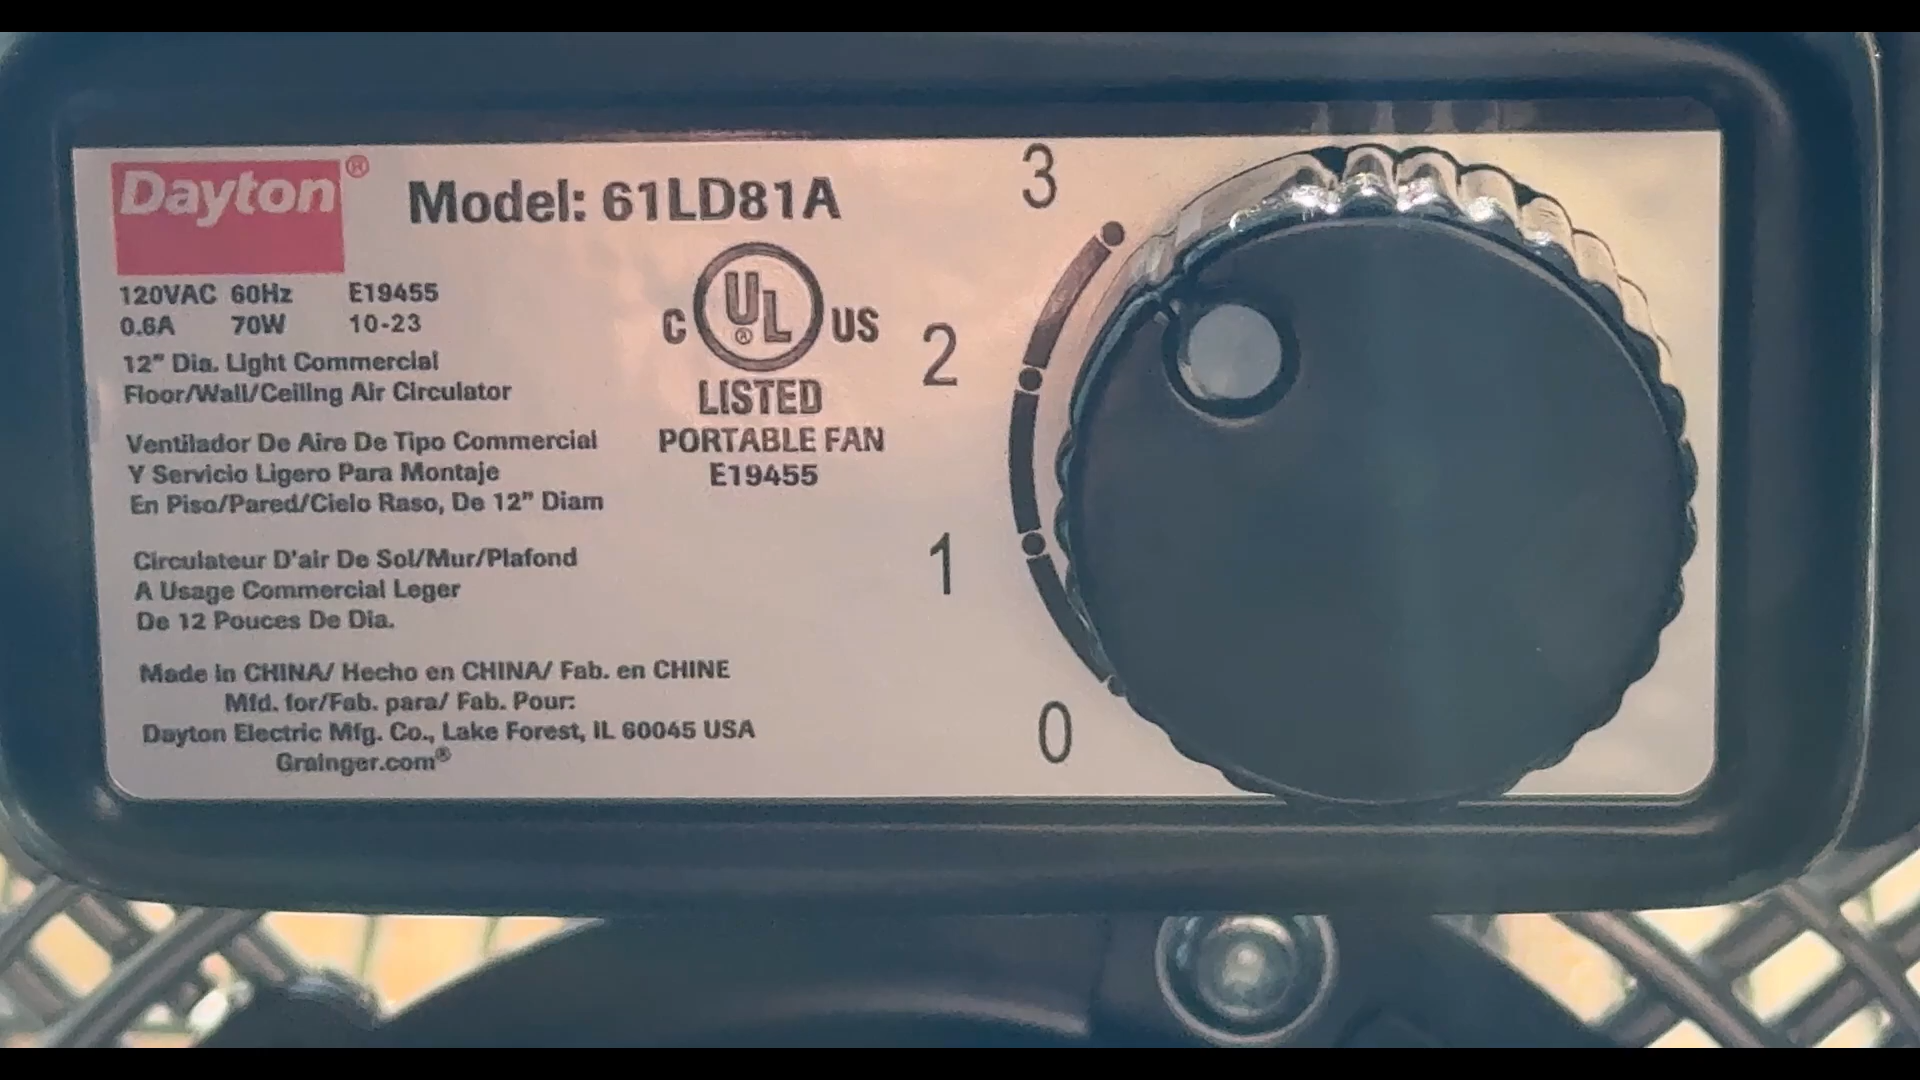 Dayton®
Model: 61LD81A
120VAC 60Hz E19455
0.6A 70W 10-23
12" Dia. Light Commercial
Floor/Wall/Ceiling Air Circulator
Ventilador De Aire De Tipo Commercial
Y Servicio Ligero Para Montaje
En Piso/Pared/Cielo Raso, De 12" Diam
Circulateur D'air De Sol/Mur/Plafond
A Usage Commercial Leger
De 12 Pouces De Dia.
Made in CHINA/ Hecho en CHINA/ Fab. en CHINE
Mfd. for/Fab. para/ Fab. Pour:
Dayton Electric Mfg. Co., Lake Forest, IL 60045 USA
Grainger.com®
C UL® US
LISTED
PORTABLE FAN
E19455
3
2
1
0